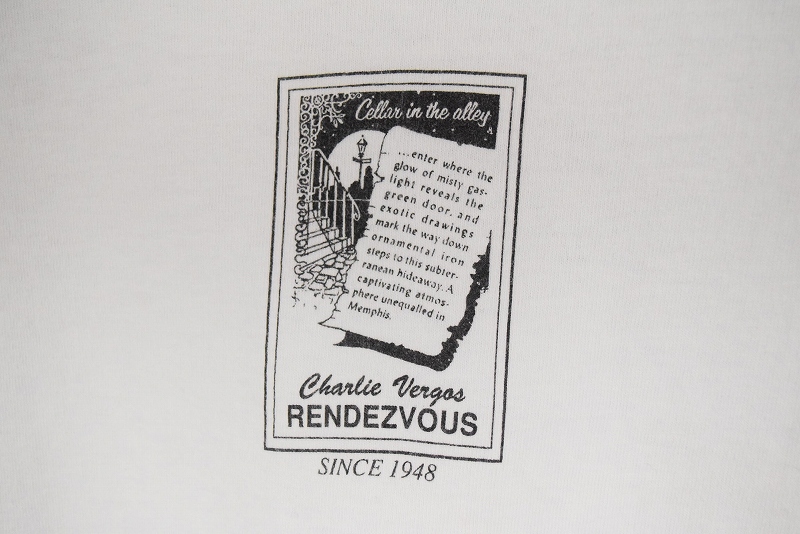 Cellar in the alley
...enter where the
glow of misty gas-
light reveals the
green door, and
exotic drawings
mark the way down
ornamental iron
steps to this subter-
ranean hideaway. A
captivating atmos-
phere unequalled in
Memphis.
Charlie Vergos
RENDEZVOUS
SINCE 1948